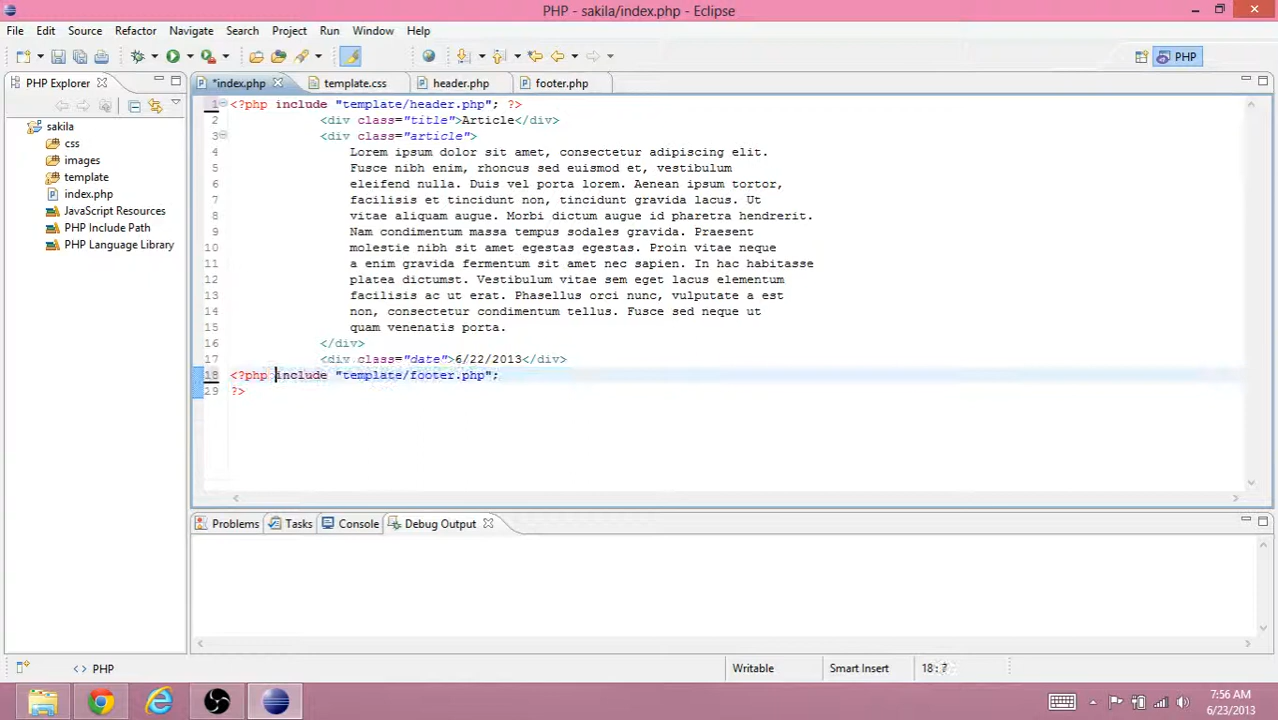 PHP - sakila/index.php - Eclipse
File Edit Source Refactor Navigate Search Project Run Window Help
PHP
PHP Explorer
*index.php template.css header.php footer.php
sakila
css
images
template
index.php
JavaScript Resources
PHP Include Path
PHP Language Library
1 <?php include "template/header.php"; ?>
2 <div class="title">Article</div>
3 <div class="article">
4 Lorem ipsum dolor sit amet, consectetur adipiscing elit.
5 Fusce nibh enim, rhoncus sed euismod et, vestibulum
6 eleifend nulla. Duis vel porta lorem. Aenean ipsum tortor,
7 facilisis et tincidunt non, tincidunt gravida lacus. Ut
8 vitae aliquam augue. Morbi dictum augue id pharetra hendrerit.
9 Nam condimentum massa tempus sodales gravida. Praesent
10 molestie nibh sit amet egestas egestas. Proin vitae neque
11 a enim gravida fermentum sit amet nec sapien. In hac habitasse
12 platea dictumst. Vestibulum vitae sem eget lacus elementum
13 facilisis ac ut erat. Phasellus orci nunc, vulputate a est
14 non, consectetur condimentum tellus. Fusce sed neque ut
15 quam venenatis porta.
16 </div>
17 <div class="date">6/22/2013</div>
18 <?php include "template/footer.php";
29 ?>
Problems Tasks Console Debug Output
<> PHP
Writable Smart Insert 18:7
7:56 AM
6/23/2013